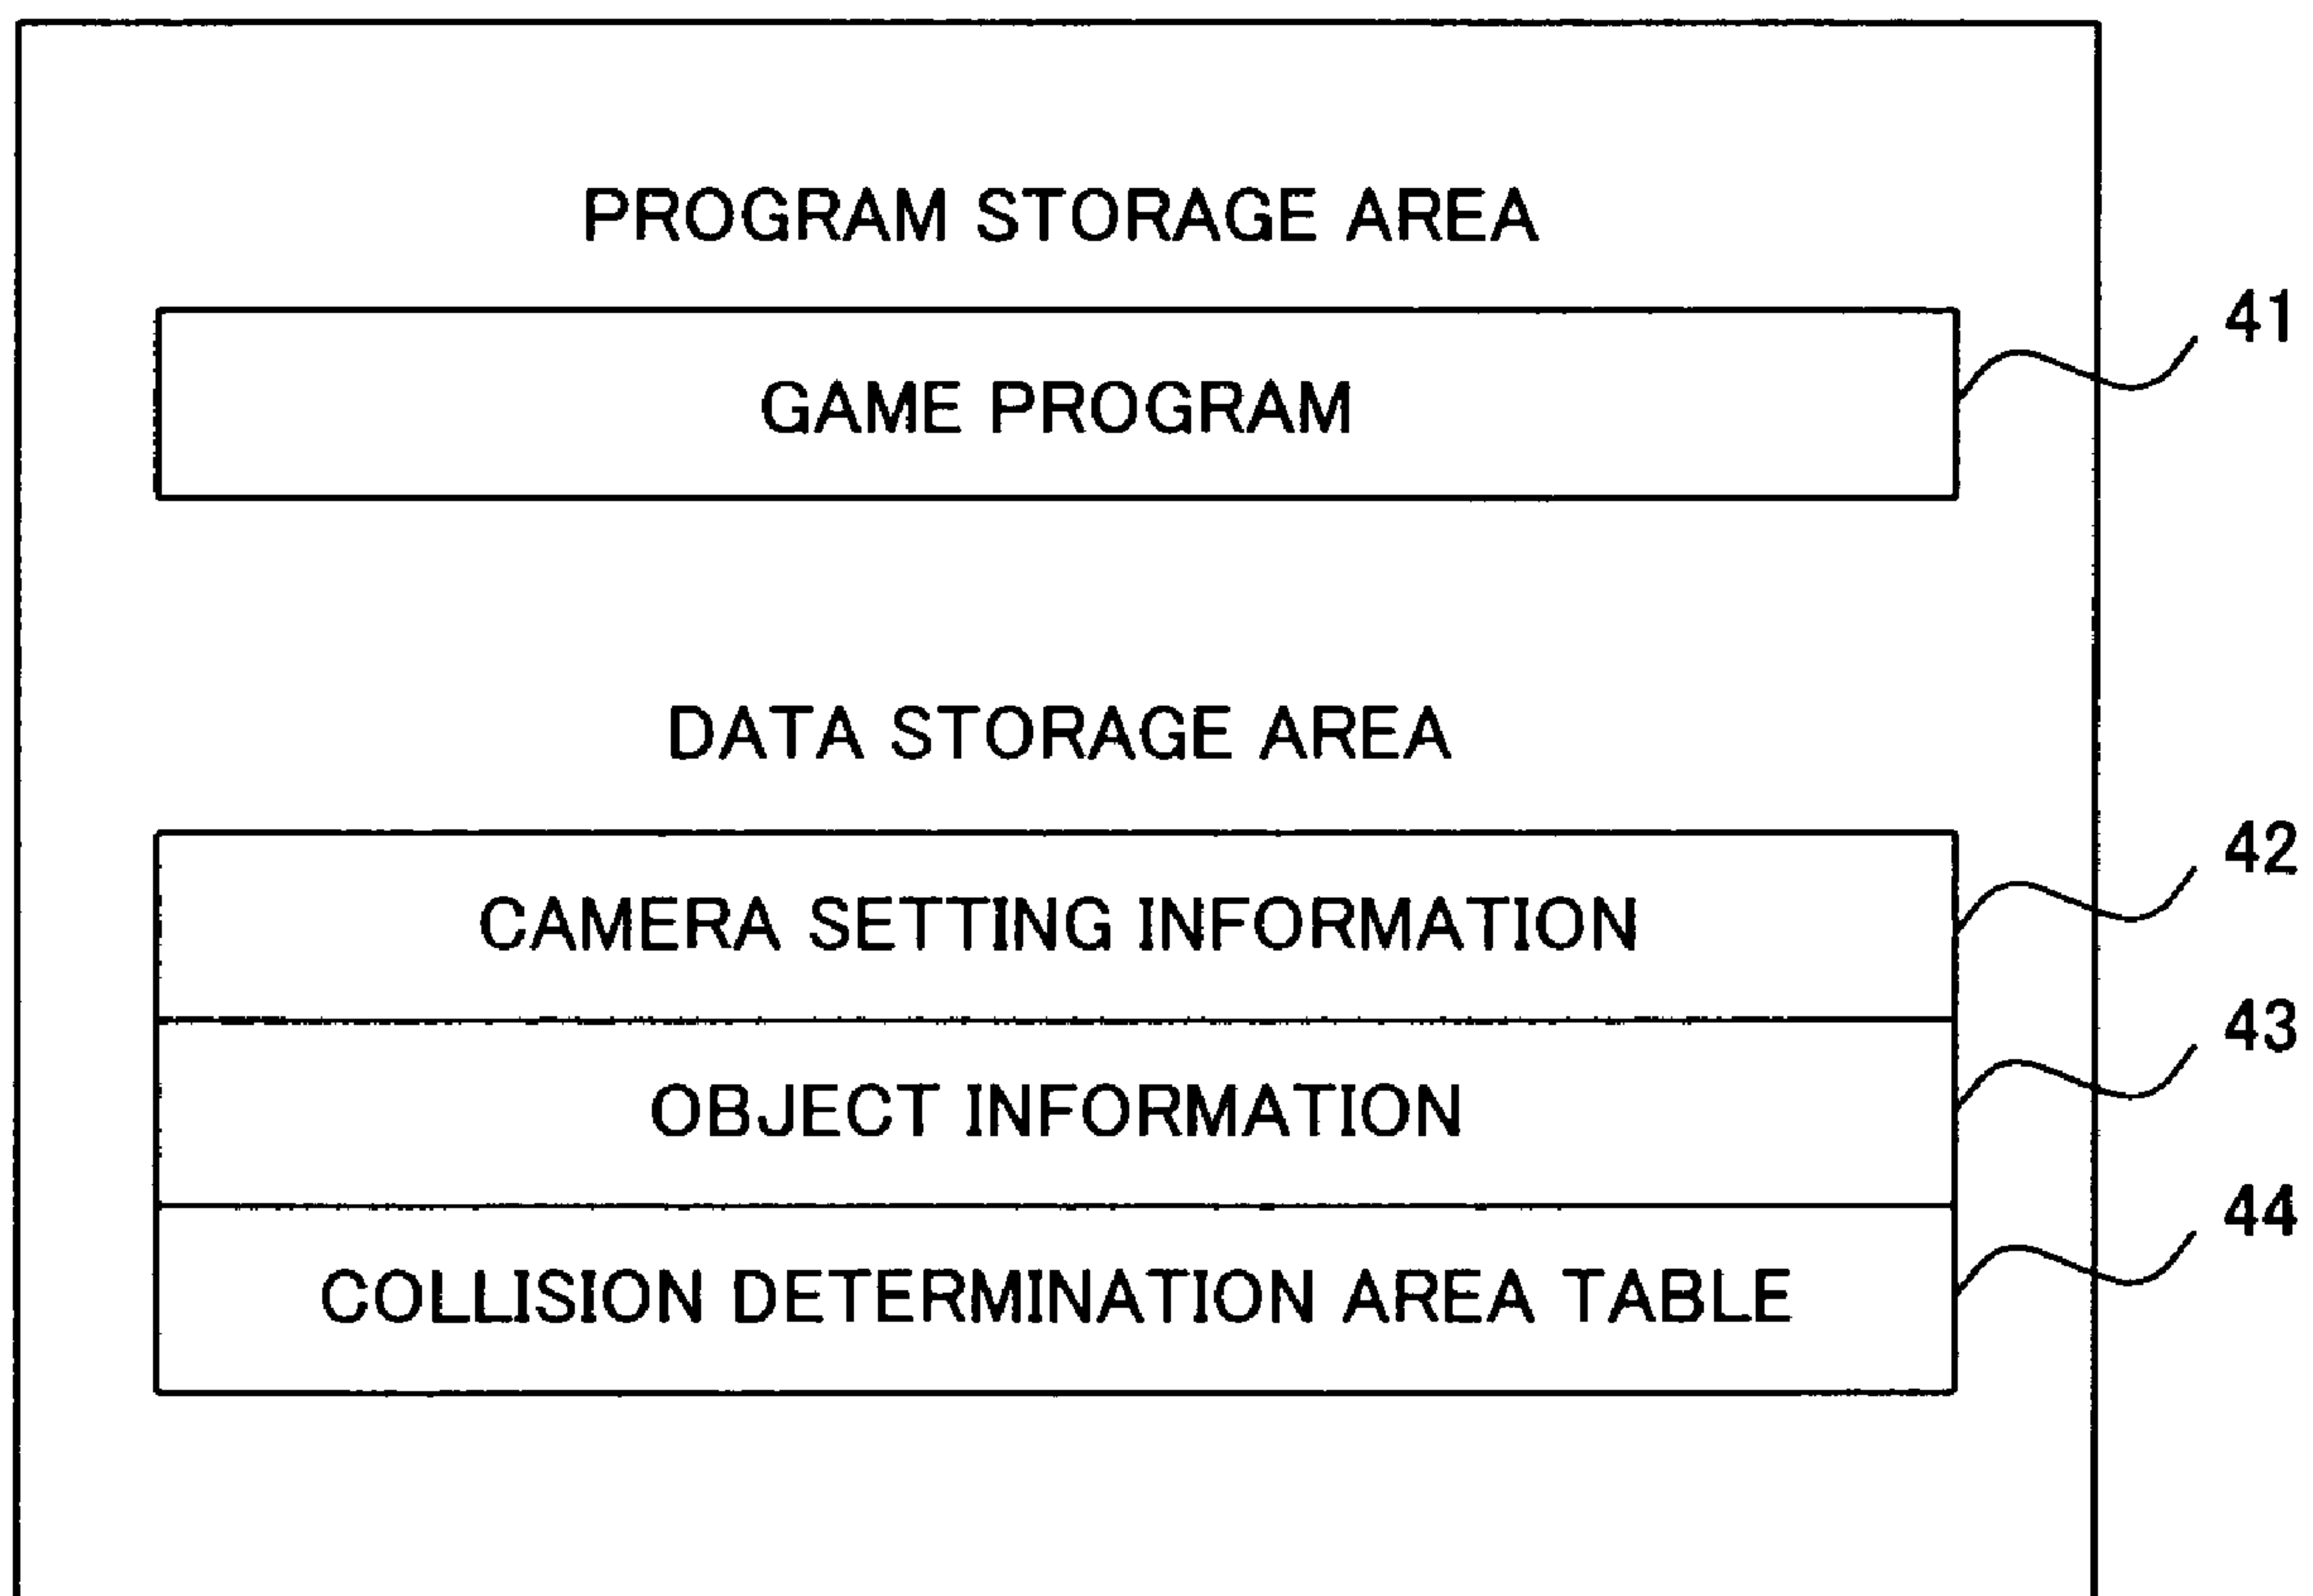 PROGRAM STORAGE AREA
GAME PROGRAM
41
DATA STORAGE AREA
CAMERA SETTING INFORMATION
42
OBJECT INFORMATION
43
COLLISION DETERMINATION AREA TABLE
44